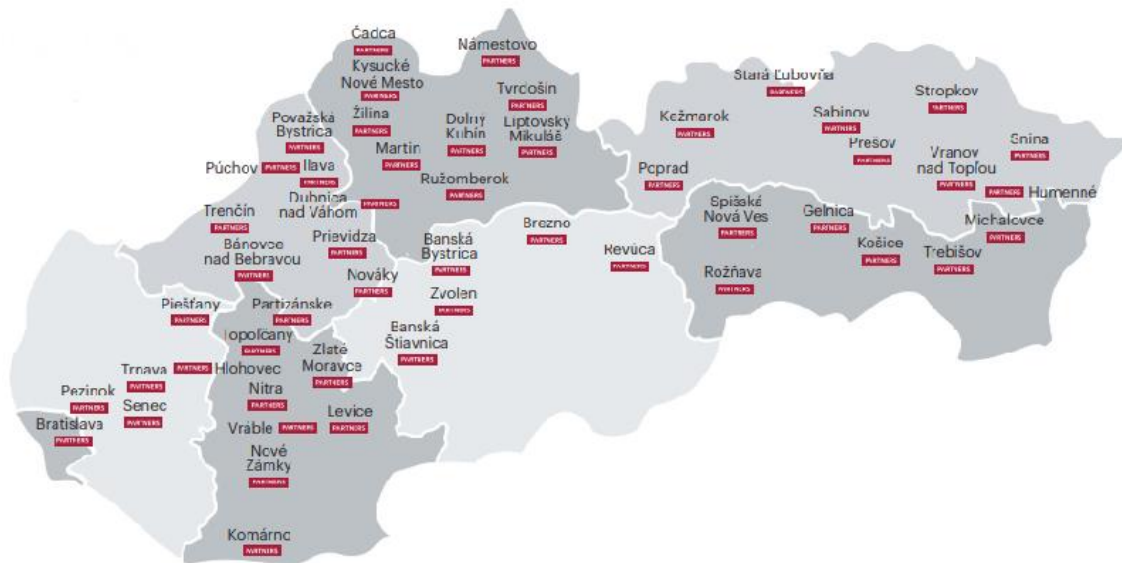 Čadca
PARTNERS
Kysucké
Nové Mesto
PARTNERS
Námestovo
PARTNERS
Tvrdošín
PARTNERS
Žilina
PARTNERS
Dolný
Kubín
PARTNERS
Liptovský
Mikuláš
PARTNERS
Martin
PARTNERS
Ružomberok
PARTNERS
Považská
Bystrica
PARTNERS
Púchov
PARTNERS
Ilava
PARTNERS
Dubnica
nad Váhom
PARTNERS
Trenčín
PARTNERS
Prievidza
PARTNERS
Bánovce
nad Bebravou
PARTNERS
Nováky
PARTNERS
Partizánske
PARTNERS
Stará Ľubovňa
PARTNERS
Stropkov
PARTNERS
Kežmarok
PARTNERS
Sabinov
PARTNERS
Prešov
PARTNERS
Snina
PARTNERS
Vranov
nad Topľou
PARTNERS
PARTNERS
Humenné
Poprad
PARTNERS
Spišská
Nová Ves
PARTNERS
Gelnica
PARTNERS
Michalovce
PARTNERS
Košice
PARTNERS
Trebišov
PARTNERS
Rožňava
PARTNERS
Brezno
PARTNERS
Revúca
PARTNERS
Banská
Bystrica
PARTNERS
Zvolen
PARTNERS
Banská
Štiavnica
PARTNERS
Piešťany
PARTNERS
Topoľčany
PARTNERS
Zlaté
Moravce
PARTNERS
PARTNERS
Hlohovec
Trnava
PARTNERS
Pezinok
PARTNERS
Senec
PARTNERS
Bratislava
PARTNERS
Nitra
PARTNERS
Levice
PARTNERS
Vráble
PARTNERS
Nové
Zámky
PARTNERS
Komárno
PARTNERS